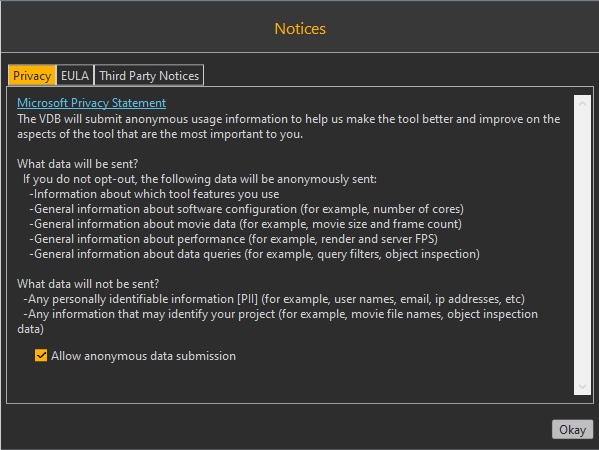 Notices
Privacy EULA Third Party Notices
Microsoft Privacy Statement
The VDB will submit anonymous usage information to help us make the tool better and improve on the
aspects of the tool that are the most important to you.
What data will be sent?
If you do not opt-out, the following data will be anonymously sent:
-Information about which tool features you use
-General information about software configuration (for example, number of cores)
-General information about movie data (for example, movie size and frame count)
-General information about performance (for example, render and server FPS)
-General information about data queries (for example, query filters, object inspection)
What data will not be sent?
-Any personally identifiable information [PII] (for example, user names, email, ip addresses, etc)
-Any information that may identify your project (for example, movie file names, object inspection
data)
Allow anonymous data submission
Okay